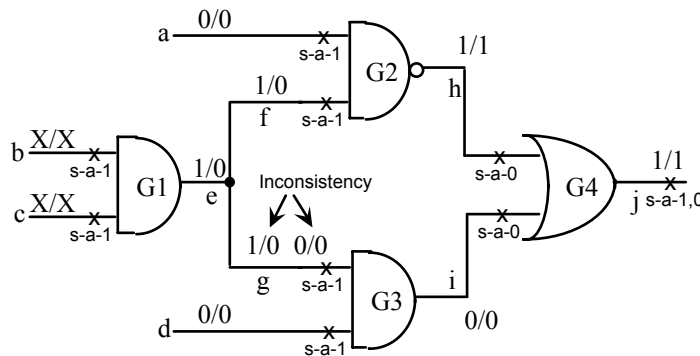 0/0
a
s-a-1
G2
1/1
h
1/0
f
s-a-1
X/X
b
s-a-1
G1
1/0
e
X/X
c
s-a-1
s-a-0
G4
1/1
j
s-a-1,0
Inconsistency
1/0
0/0
g
s-a-1
s-a-0
G3
i
0/0
0/0
d
s-a-1